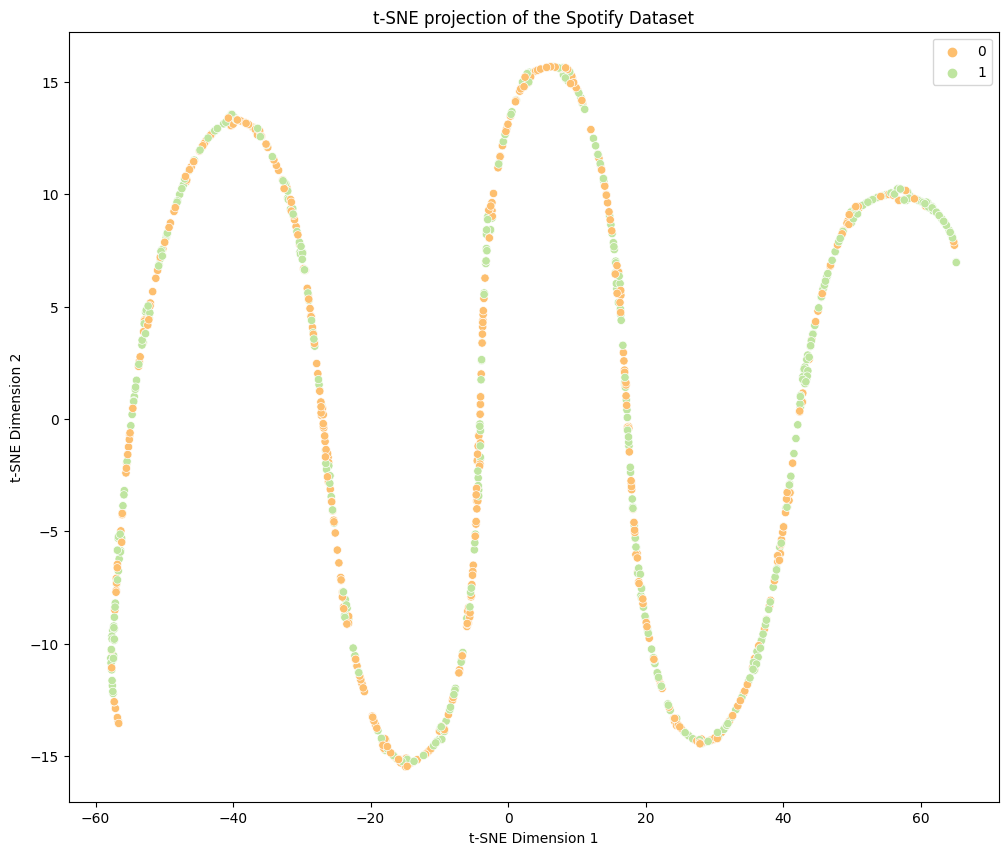 t-SNE projection of the Spotify Dataset
0
1
15
10
5
0
−5
−10
−15
t-SNE Dimension 2
−60 −40 −20 0 20 40 60
t-SNE Dimension 1